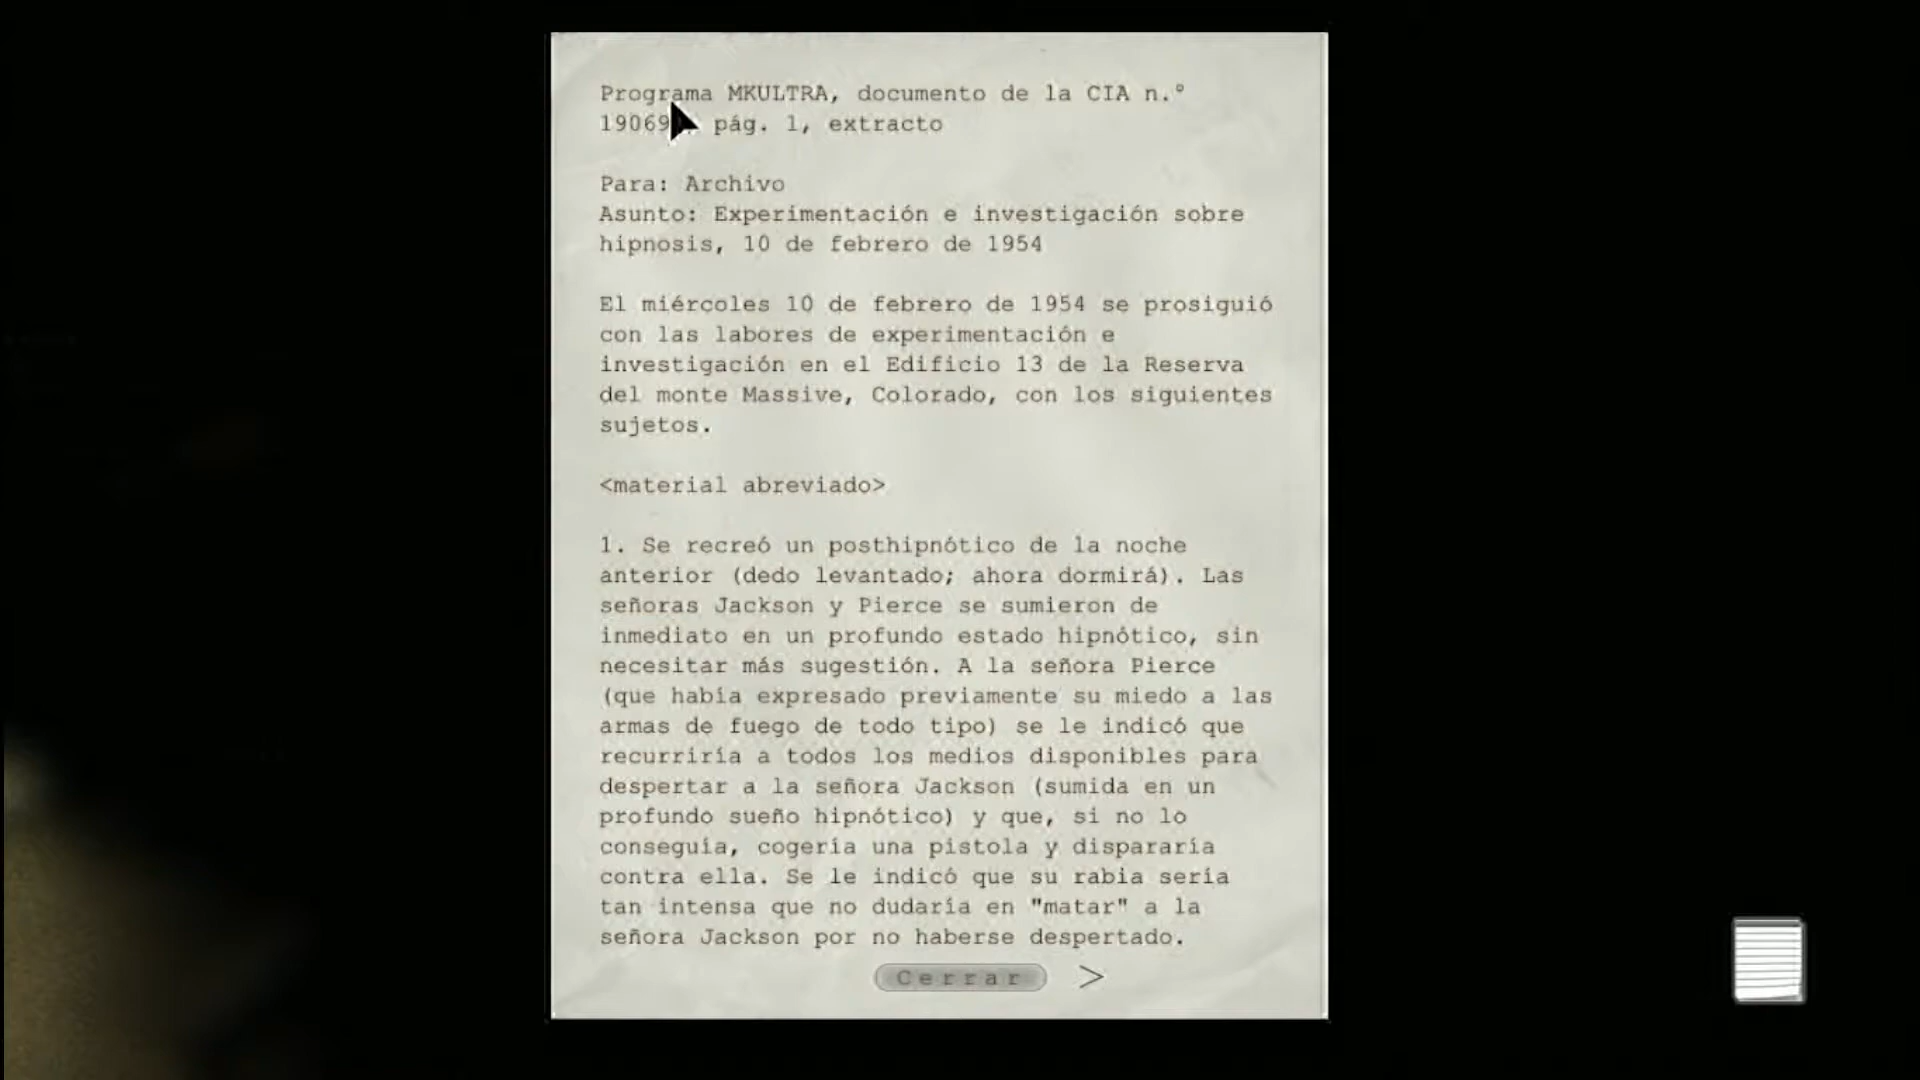 Programa MKULTRA, documento de la CIA n.º
pág. 1, extracto
Para: Archivo
Asunto: Experimentación e investigación sobre
hipnosis, 10 de febrero de 1954
El miércoles 10 de febrero de 1954 se prosiguió
con las labores de experimentación e
investigación en el Edificio 13 de la Reserva
del monte Massive, Colorado, con los siguientes
sujetos.
<material abreviado>
1. Se recreó un posthipnótico de la noche
anterior (dedo levantado; ahora dormirá). Las
señoras Jackson y Pierce se sumieron de
inmediato en un profundo estado hipnótico, sin
necesitar más sugestión. A la señora Pierce
(que había expresado previamente su miedo a las
armas de fuego de todo tipo) se le indicó que
recurriría a todos los medios disponibles para
despertar a la señora Jackson (sumida en un
profundo sueño hipnótico) y que, si no lo
conseguía, cogería una pistola y dispararía
contra ella. Se le indicó que su rabia sería
tan intensa que no dudaría en "matar" a la
señora Jackson por no haberse despertado.
Cerrar >